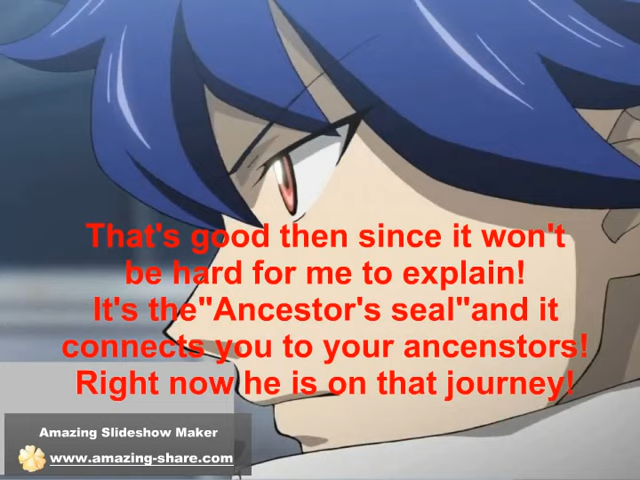 That's good then since it won't
be hard for me to explain!
It's the"Ancestor's seal"and it
connects you to your ancenstors!
Right now he is on that journey!
Amazing Slideshow Maker
www.amazing-share.com